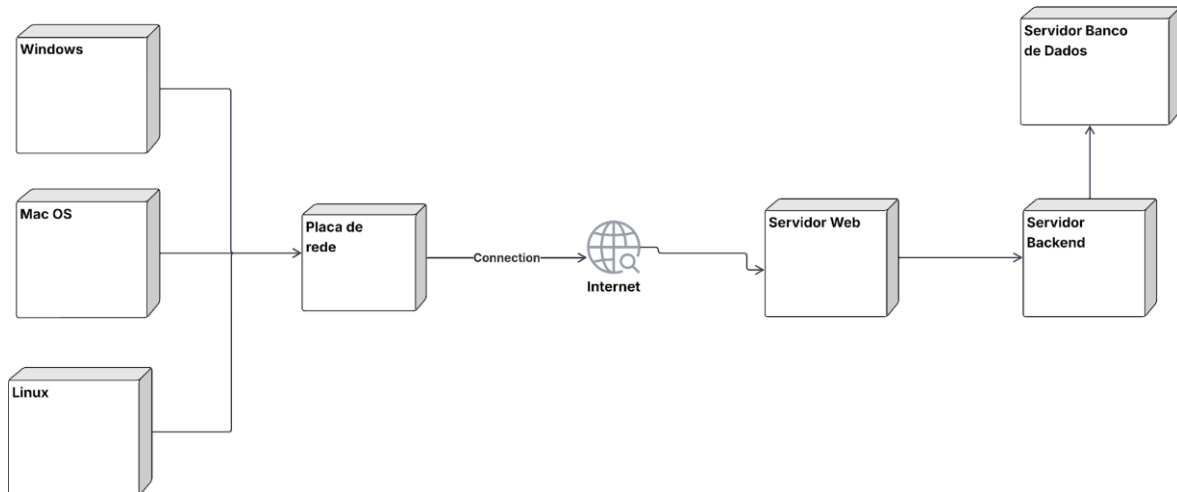 Windows
Mac OS
Linux
Placa de
rede
Connection
Internet
Servidor Web
Servidor
Backend
Servidor Banco
de Dados